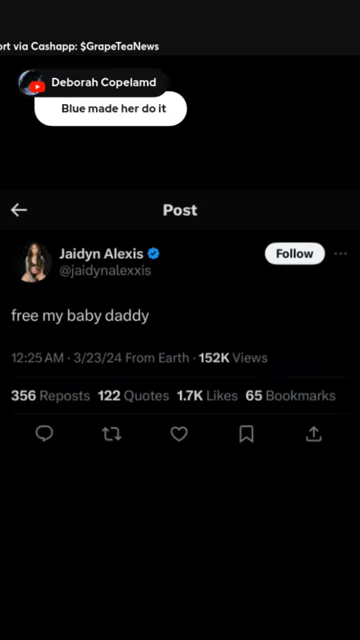 ort via Cashapp: $GrapeTeaNews
Deborah Copelamd
Blue made her do it
Post
Jaidyn Alexis
Follow
@jaidynalexxis
free my baby daddy
12:25 AM · 3/23/24 From Earth · 152K Views
356 Reposts 122 Quotes 1.7K Likes 65 Bookmarks